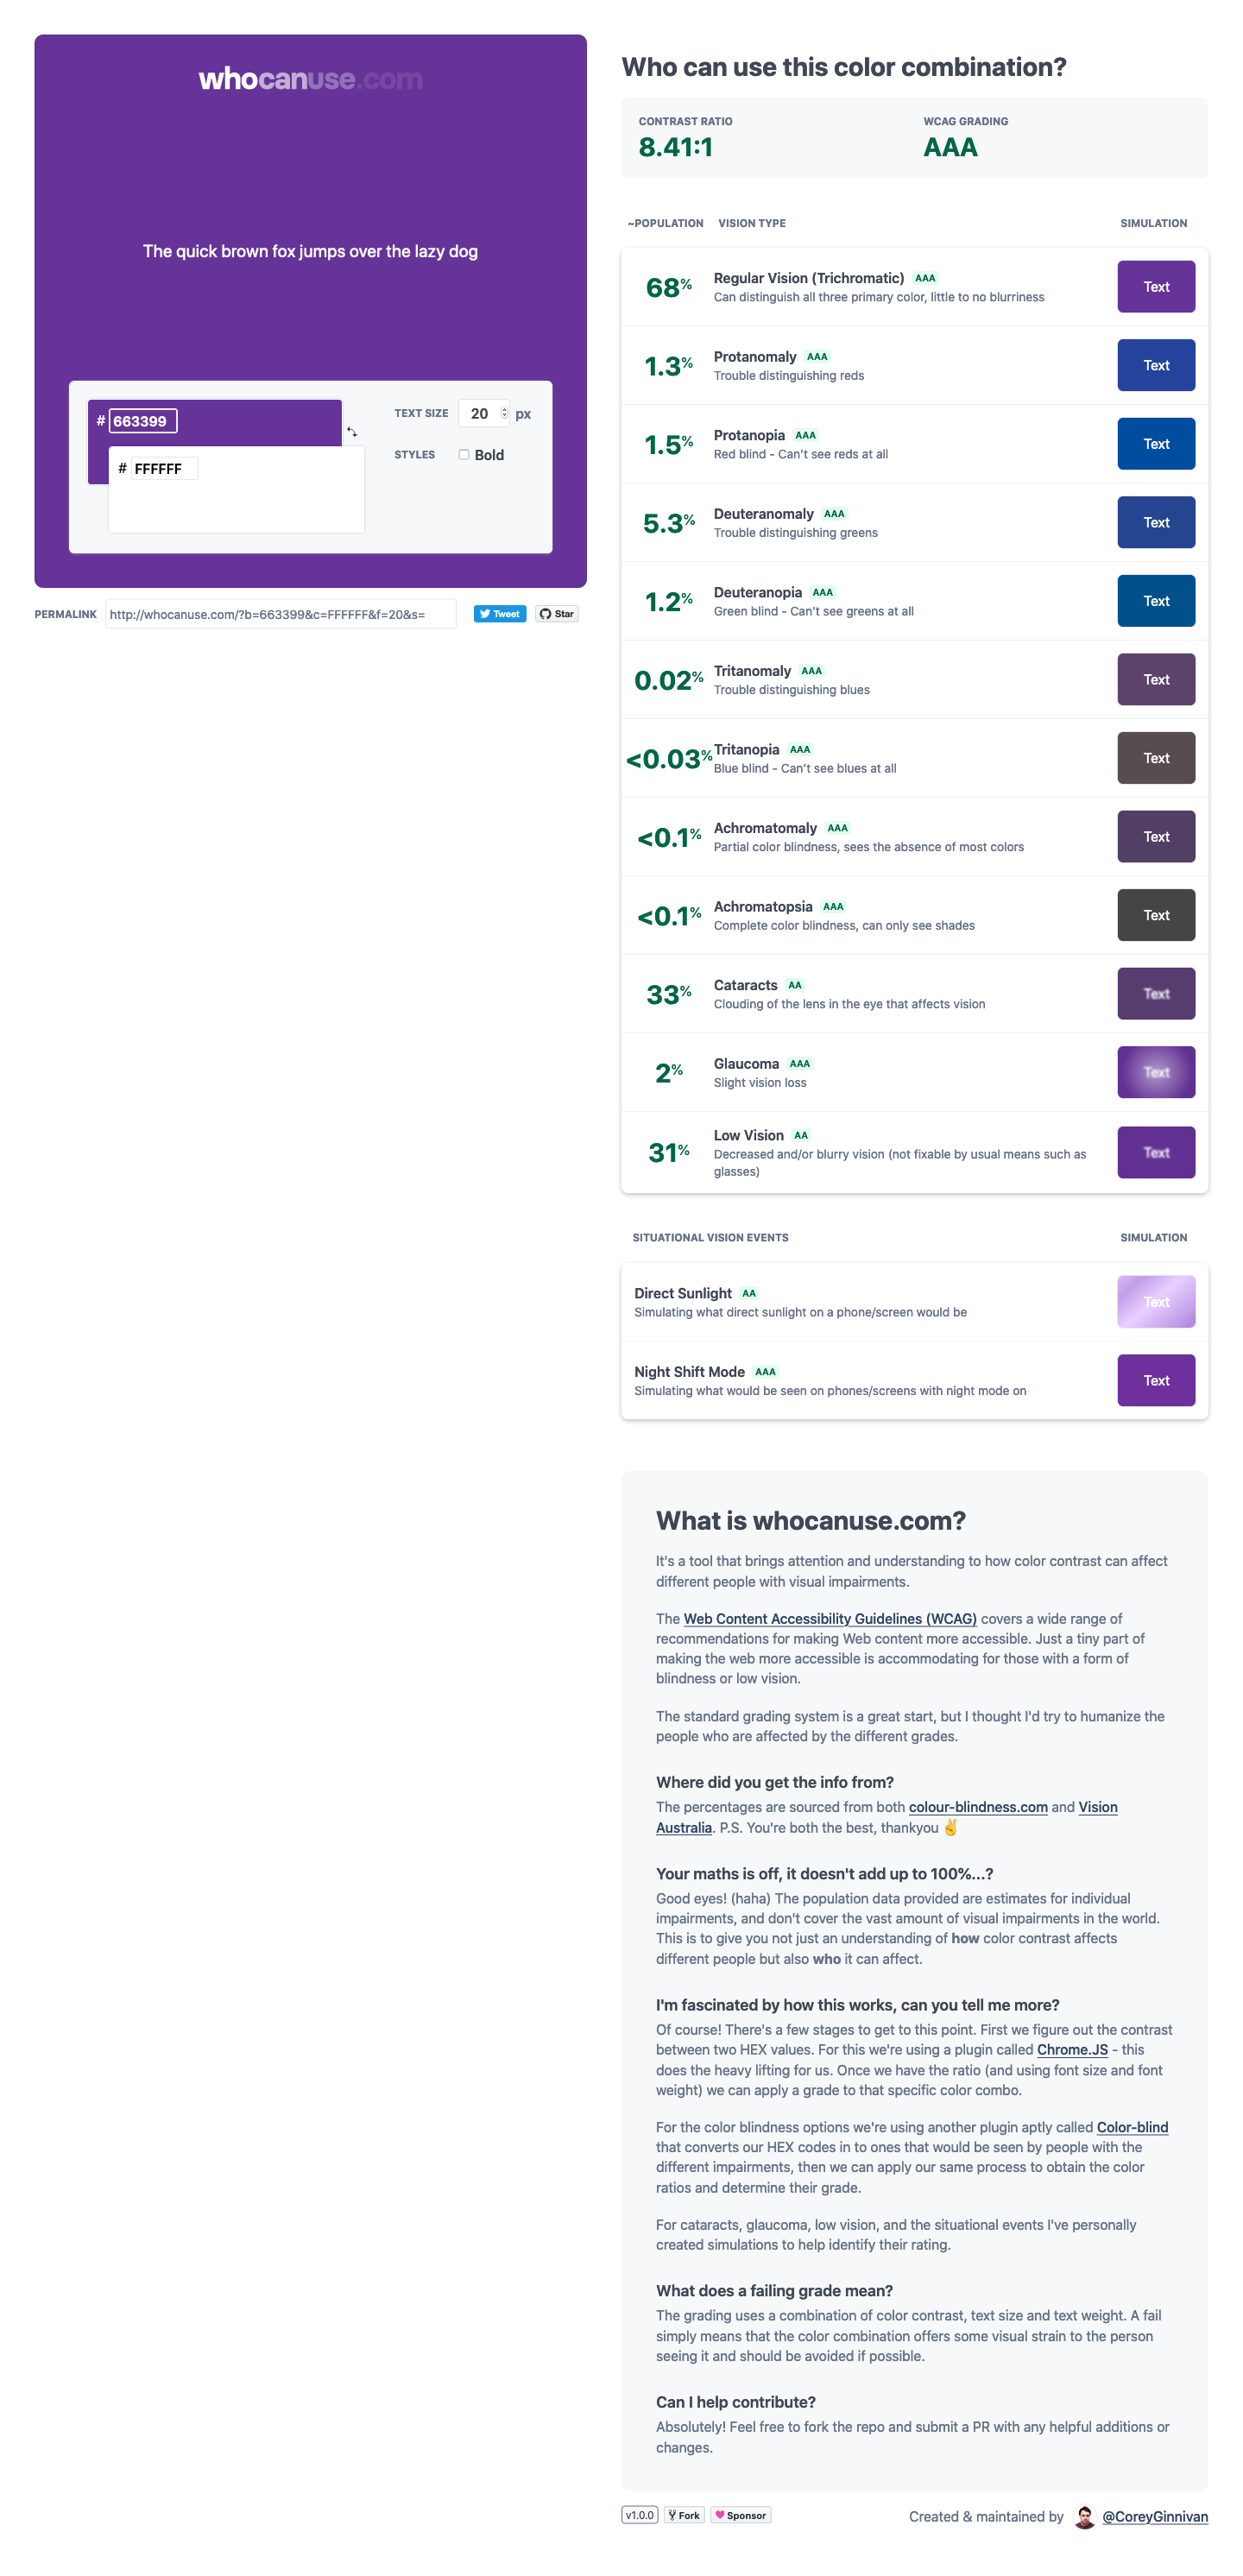 whocanuse.com
The quick brown fox jumps over the lazy dog
# 663399
# FFFFFF
TEXT SIZE 20 px
STYLES Bold
PERMALINK http://whocanuse.com/?b=663399&c=FFFFFF&f=20&s= Tweet Star
Who can use this color combination?
CONTRAST RATIO
8.41:1
WCAG GRADING
AAA
~POPULATION VISION TYPE SIMULATION
68% Regular Vision (Trichromatic) AAA
Can distinguish all three primary color, little to no blurriness
Text
1.3% Protanomaly AAA
Trouble distinguishing reds
Text
1.5% Protanopia AAA
Red blind - Can’t see reds at all
Text
5.3% Deuteranomaly AAA
Trouble distinguishing greens
Text
1.2% Deuteranopia AAA
Green blind - Can’t see greens at all
Text
0.02% Tritanomaly AAA
Trouble distinguishing blues
Text
<0.03% Tritanopia AAA
Blue blind - Can’t see blues at all
Text
<0.1% Achromatomaly AAA
Partial color blindness, sees the absence of most colors
Text
<0.1% Achromatopsia AAA
Complete color blindness, can only see shades
Text
33% Cataracts AA
Clouding of the lens in the eye that affects vision
Text
2% Glaucoma AAA
Slight vision loss
Text
31% Low Vision AA
Decreased and/or blurry vision (not fixable by usual means such as
glasses)
Text
SITUATIONAL VISION EVENTS SIMULATION
Direct Sunlight AA
Simulating what direct sunlight on a phone/screen would be
Text
Night Shift Mode AAA
Simulating what would be seen on phones/screens with night mode on
Text
What is whocanuse.com?
It's a tool that brings attention and understanding to how color contrast can affect
different people with visual impairments.
The Web Content Accessibility Guidelines (WCAG) covers a wide range of
recommendations for making Web content more accessible. Just a tiny part of
making the web more accessible is accommodating for those with a form of
blindness or low vision.
The standard grading system is a great start, but I thought I'd try to humanize the
people who are affected by the different grades.
Where did you get the info from?
The percentages are sourced from both colour-blindness.com and Vision
Australia. P.S. You're both the best, thankyou ✌️
Your maths is off, it doesn't add up to 100%...?
Good eyes! (haha) The population data provided are estimates for individual
impairments, and don't cover the vast amount of visual impairments in the world.
This is to give you not just an understanding of how color contrast affects
different people but also who it can affect.
I'm fascinated by how this works, can you tell me more?
Of course! There's a few stages to get to this point. First we figure out the contrast
between two HEX values. For this we're using a plugin called Chrome.JS - this
does the heavy lifting for us. Once we have the ratio (and using font size and font
weight) we can apply a grade to that specific color combo.
For the color blindness options we're using another plugin aptly called Color-blind
that converts our HEX codes in to ones that would be seen by people with the
different impairments, then we can apply our same process to obtain the color
ratios and determine their grade.
For cataracts, glaucoma, low vision, and the situational events I've personally
created simulations to help identify their rating.
What does a failing grade mean?
The grading uses a combination of color contrast, text size and text weight. A fail
simply means that the color combination offers some visual strain to the person
seeing it and should be avoided if possible.
Can I help contribute?
Absolutely! Feel free to fork the repo and submit a PR with any helpful additions or
changes.
v1.0.0 Fork Sponsor
Created & maintained by @CoreyGinnivan